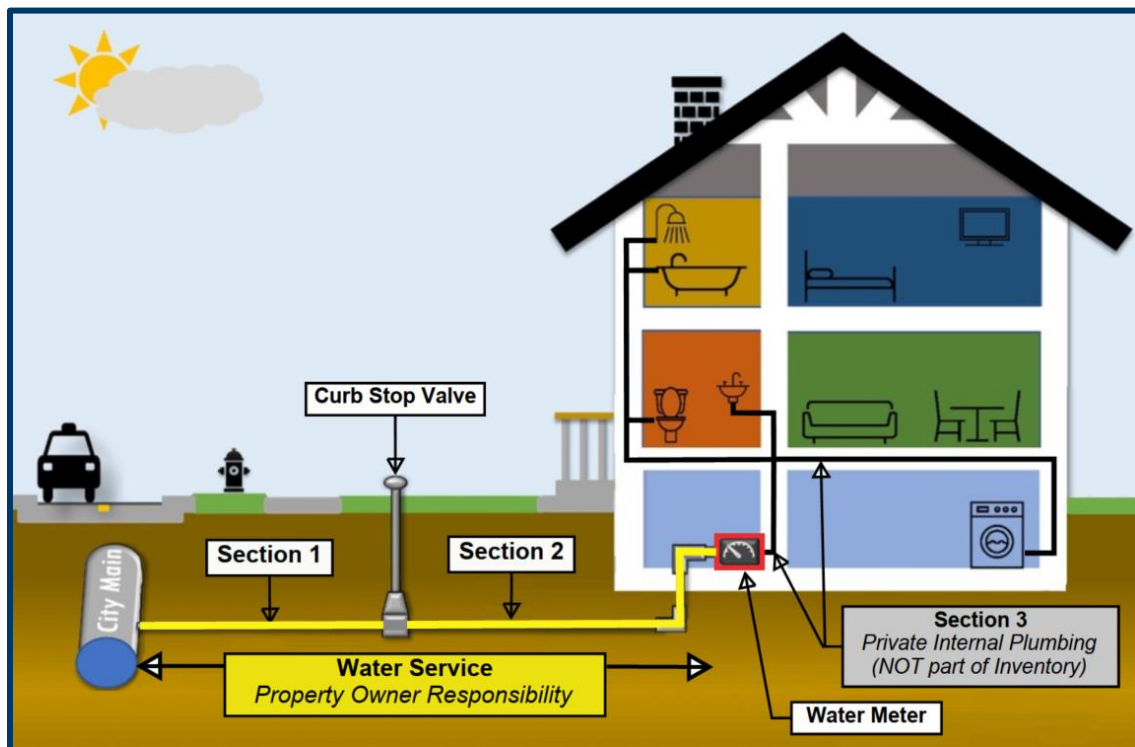 Curb Stop Valve
Section 1
Section 2
City Main
Water Service
Property Owner Responsibility
Section 3
Private Internal Plumbing
(NOT part of Inventory)
Water Meter